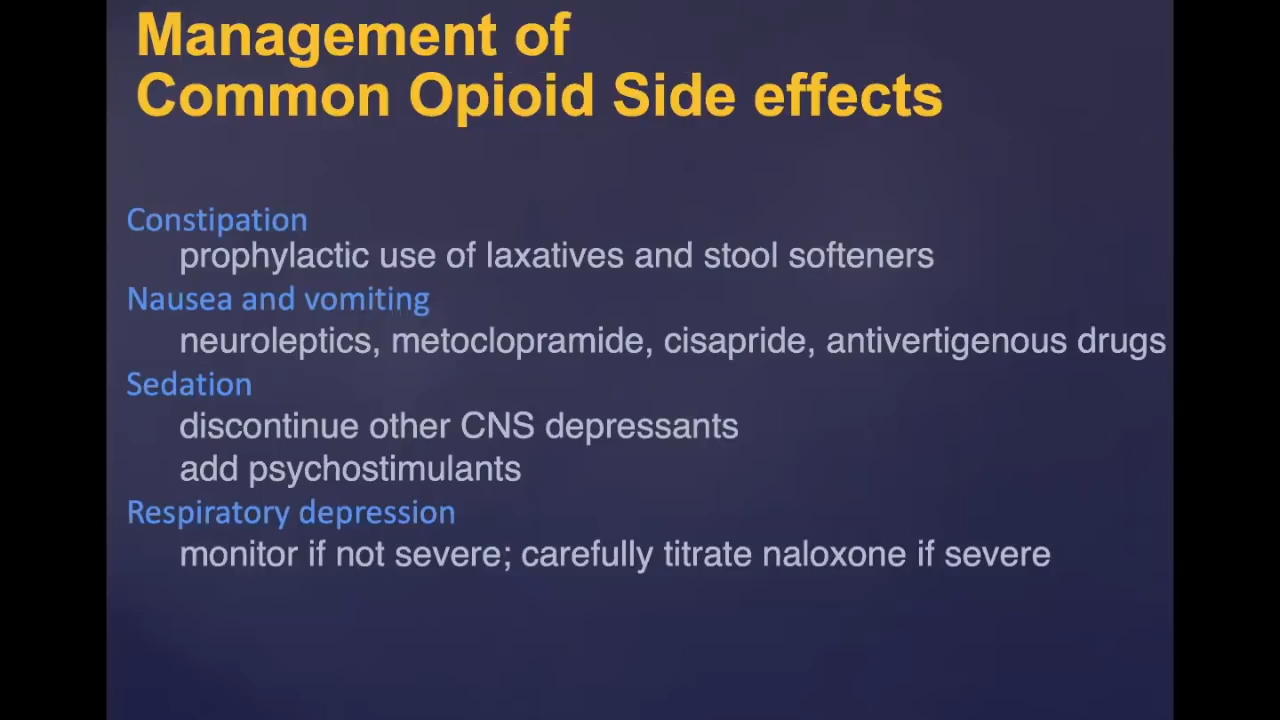 Management of
Common Opioid Side effects
Constipation
prophylactic use of laxatives and stool softeners
Nausea and vomiting
neuroleptics, metoclopramide, cisapride, antivertigenous drugs
Sedation
discontinue other CNS depressants
add psychostimulants
Respiratory depression
monitor if not severe; carefully titrate naloxone if severe